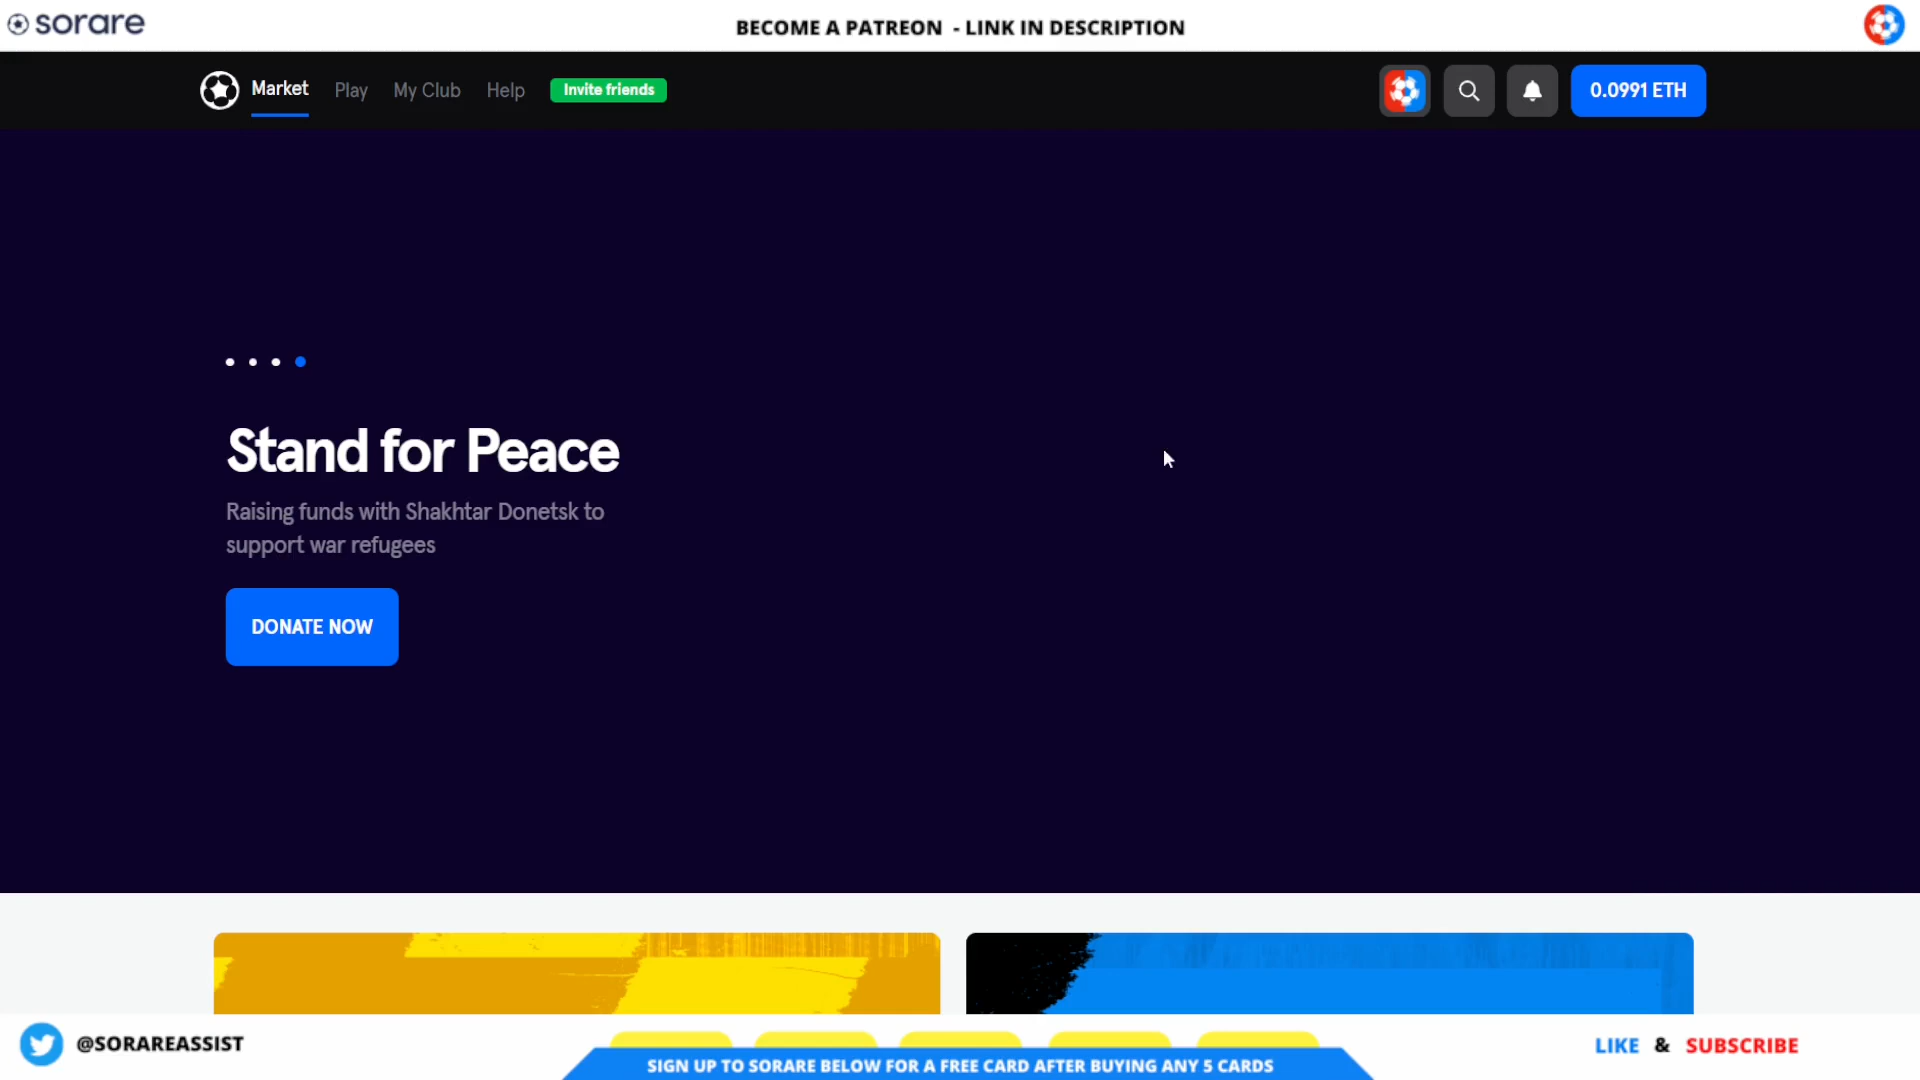 sorare
BECOME A PATREON - LINK IN DESCRIPTION
Market Play My Club Help Invite friends 0.0991 ETH
Stand for Peace
Raising funds with Shakhtar Donetsk to
support war refugees
DONATE NOW
@SORAREASSIST
SIGN UP TO SORARE BELOW FOR A FREE CARD AFTER BUYING ANY 5 CARDS
LIKE & SUBSCRIBE